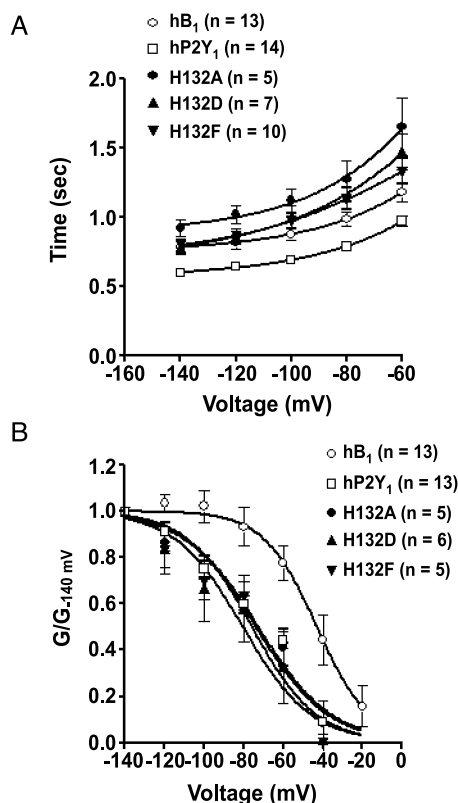 A
hB₁ (n = 13)
hP2Y₁ (n = 14)
H132A (n = 5)
H132D (n = 7)
H132F (n = 10)
Time (sec)
2.0
1.5
1.0
0.5
0.0
-160 -140 -120 -100 -80 -60
Voltage (mV)
B
hB₁ (n = 13)
hP2Y₁ (n = 13)
H132A (n = 5)
H132D (n = 6)
H132F (n = 5)
G/G-140 mV
1.2
1.0
0.8
0.6
0.4
0.2
0.0
-140 -120 -100 -80 -60 -40 -20 0
Voltage (mV)